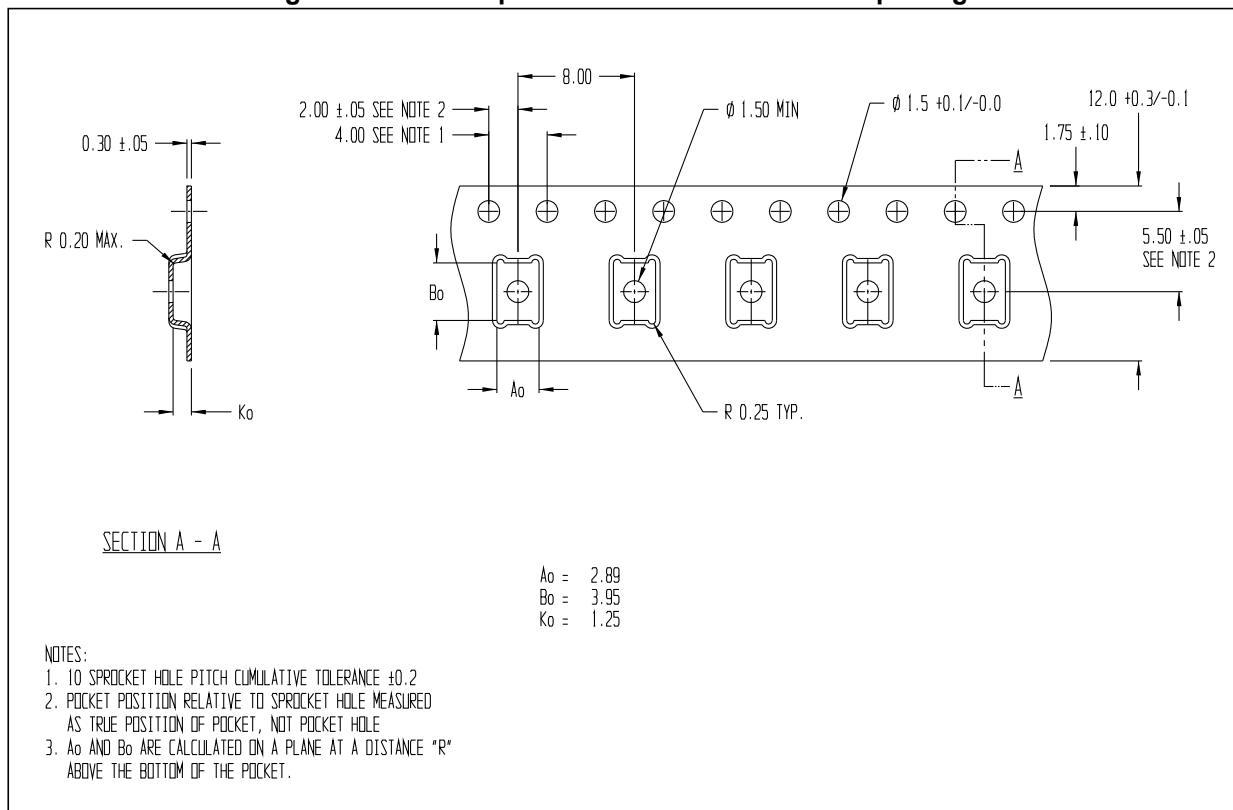 8.00
2.00 ±.05 SEE NOTE 2
4.00 SEE NOTE 1
Ø 1.50 MIN
Ø 1.5 +0.1/-0.0
12.0 +0.3/-0.1
1.75 ±.10
0.30 ±.05
A
R 0.20 MAX.
5.50 ±.05
SEE NOTE 2
Bo
Ao
Ko
R 0.25 TYP.
A
SECTION A - A
Ao = 2.89
Bo = 3.95
Ko = 1.25
NOTES:
1. 10 SPROCKET HOLE PITCH CUMULATIVE TOLERANCE ±0.2
2. POCKET POSITION RELATIVE TO SPROCKET HOLE MEASURED
AS TRUE POSITION OF POCKET, NOT POCKET HOLE
3. Ao AND Bo ARE CALCULATED ON A PLANE AT A DISTANCE "R"
ABOVE THE BOTTOM OF THE POCKET.